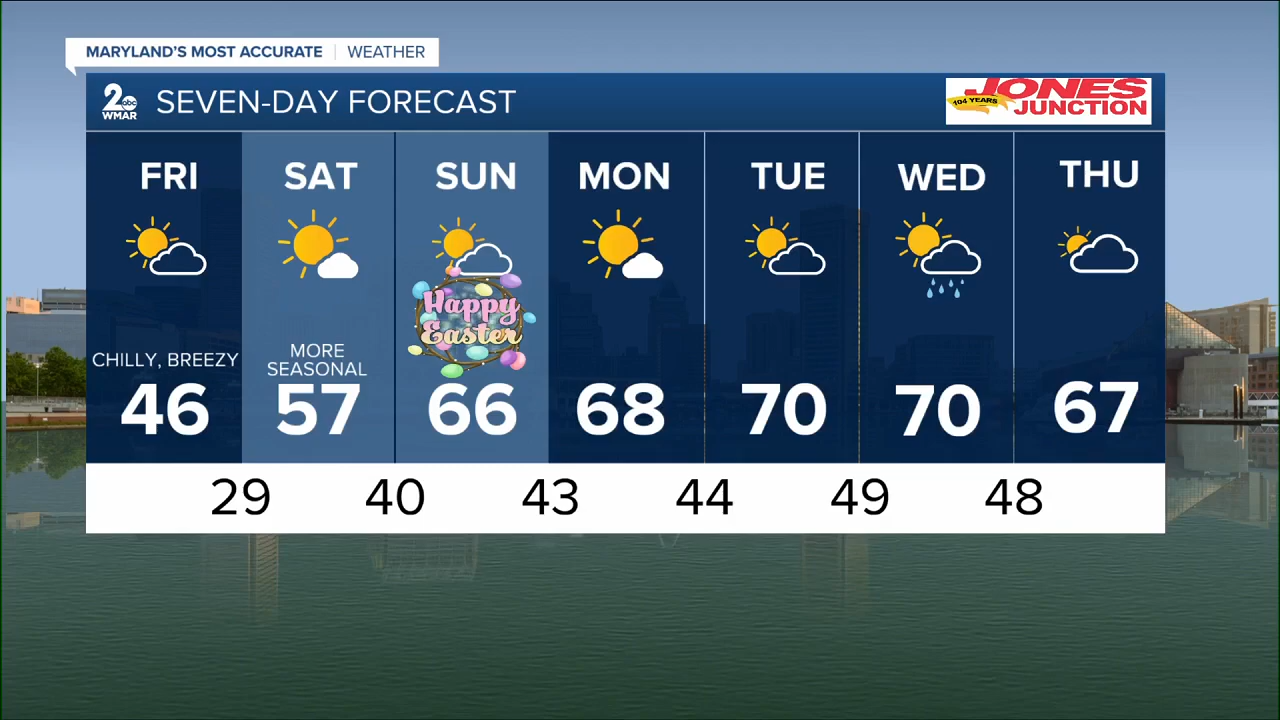 MARYLAND'S MOST ACCURATE | WEATHER
2 abc
WMAR
SEVEN-DAY FORECAST
JONES
104 YEARS
JUNCTION
FRI SAT SUN MON TUE WED THU
Happy
Easter
CHILLY, BREEZY
MORE
SEASONAL
46 57 66 68 70 70 67
29 40 43 44 49 48